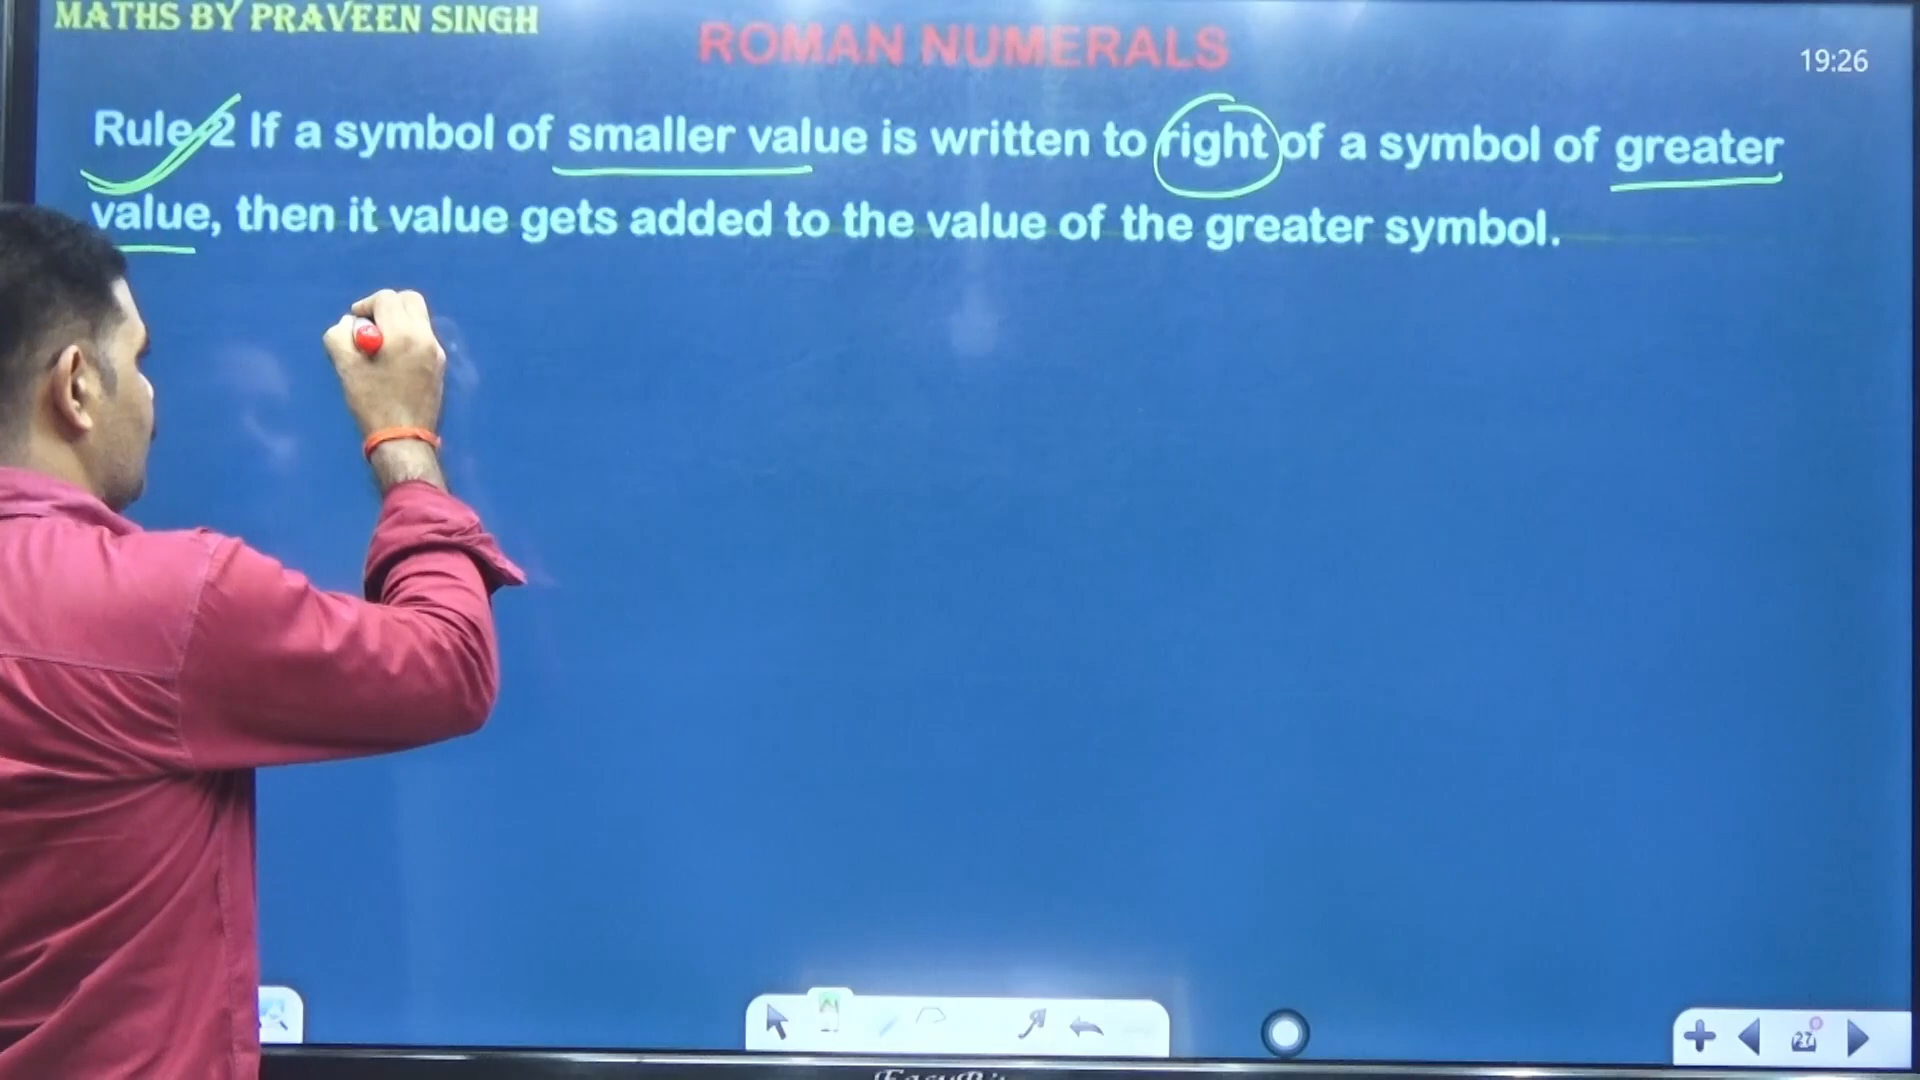 MATHS BY PRAVEEN SINGH
ROMAN NUMERALS
19:26
Rule 2 If a symbol of smaller value is written to right of a symbol of greater
value, then it value gets added to the value of the greater symbol.
27